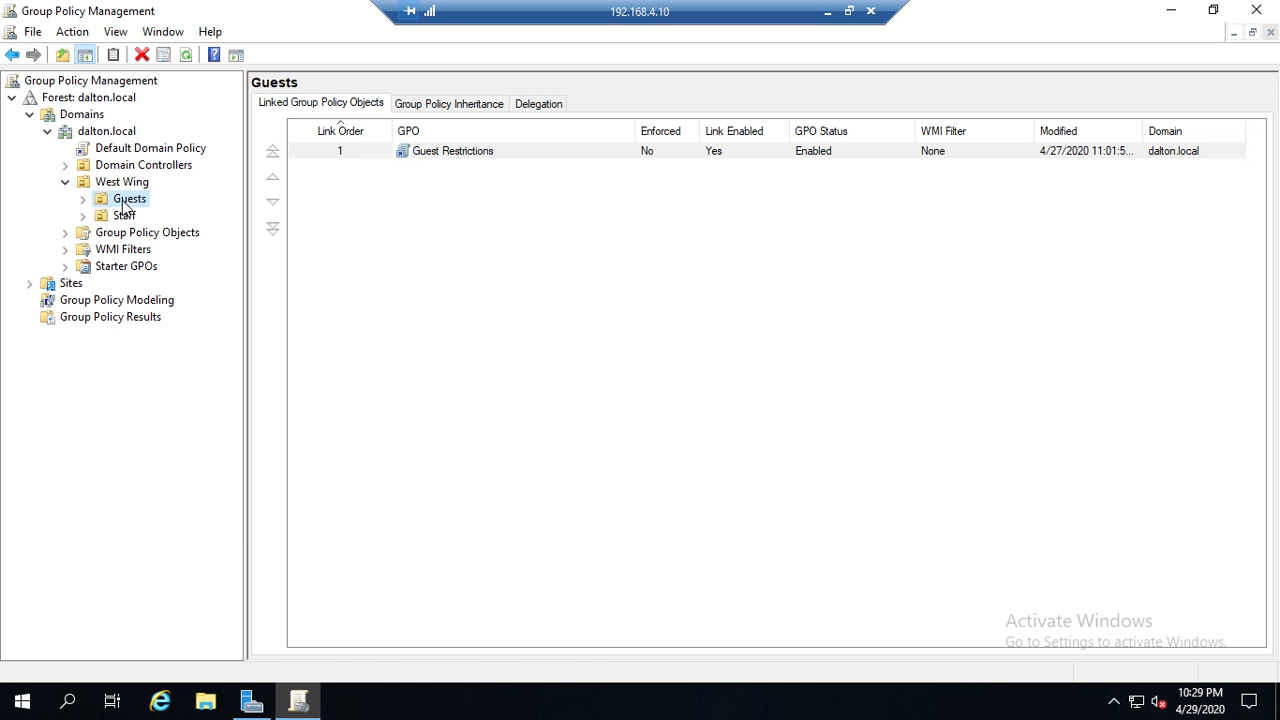 Group Policy Management
192.168.4.10
File Action View Window Help
Group Policy Management
Forest: dalton.local
Domains
dalton.local
Default Domain Policy
Domain Controllers
West Wing
Guests
Staff
Group Policy Objects
WMI Filters
Starter GPOs
Sites
Group Policy Modeling
Group Policy Results
Guests
Linked Group Policy Objects Group Policy Inheritance Delegation
Link Order GPO Enforced Link Enabled GPO Status WMI Filter Modified Domain
1 Guest Restrictions No Yes Enabled None 4/27/2020 11:01:5... dalton.local
Activate Windows
Go to Settings to activate Windows.
10:29 PM
4/29/2020